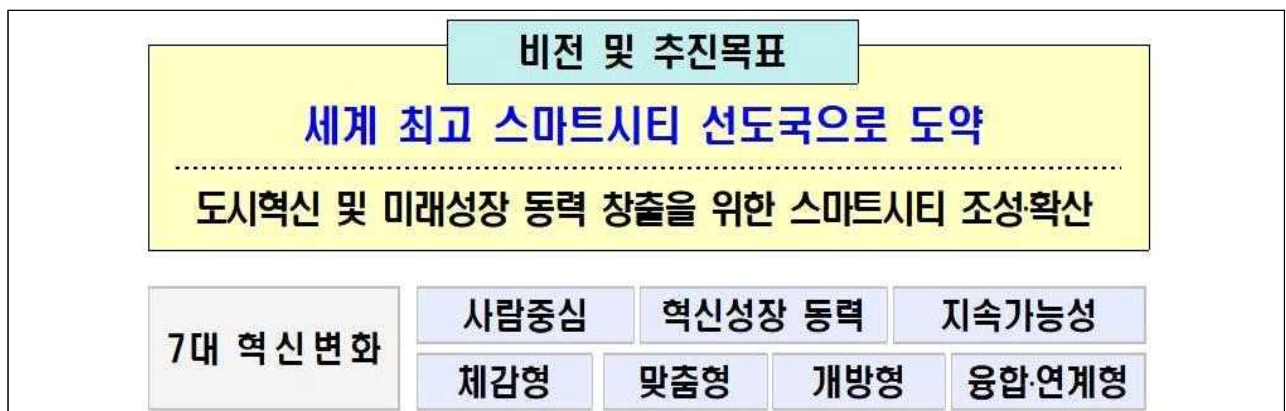 비전 및 추진목표
세계 최고 스마트시티 선도국으로 도약
도시혁신 및 미래성장 동력 창출을 위한 스마트시티 조성·확산
7대 혁신변화
사람중심 혁신성장 동력 지속가능성
체감형 맞춤형 개방형 융합·연계형